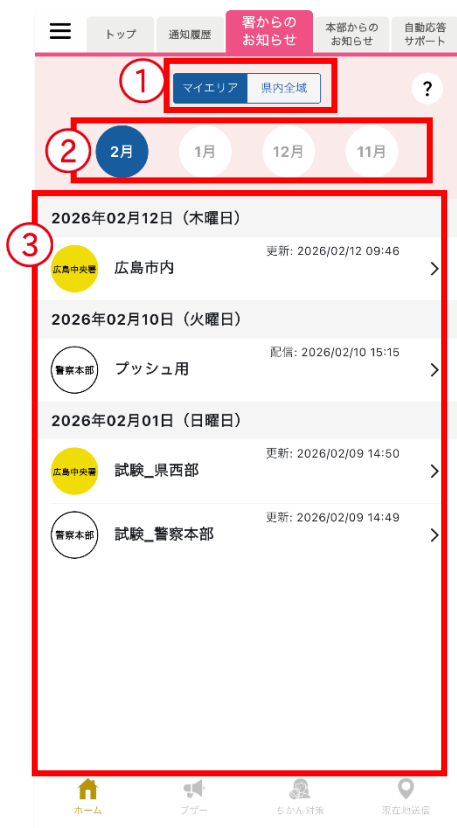 トップ
通知履歴
署からの
お知らせ
本部からの
お知らせ
自動応答
サポート
①
マイエリア
県内全域
?
②
2月
1月
12月
11月
③
2026年02月12日（木曜日）
広島中央署
広島市内
更新: 2026/02/12 09:46
2026年02月10日（火曜日）
警察本部
プッシュ用
配信: 2026/02/10 15:15
2026年02月01日（日曜日）
広島中央署
試験_県西部
更新: 2026/02/09 14:50
警察本部
試験_警察本部
更新: 2026/02/09 14:49
ホーム
ブザー
ちかん対策
現在地送信